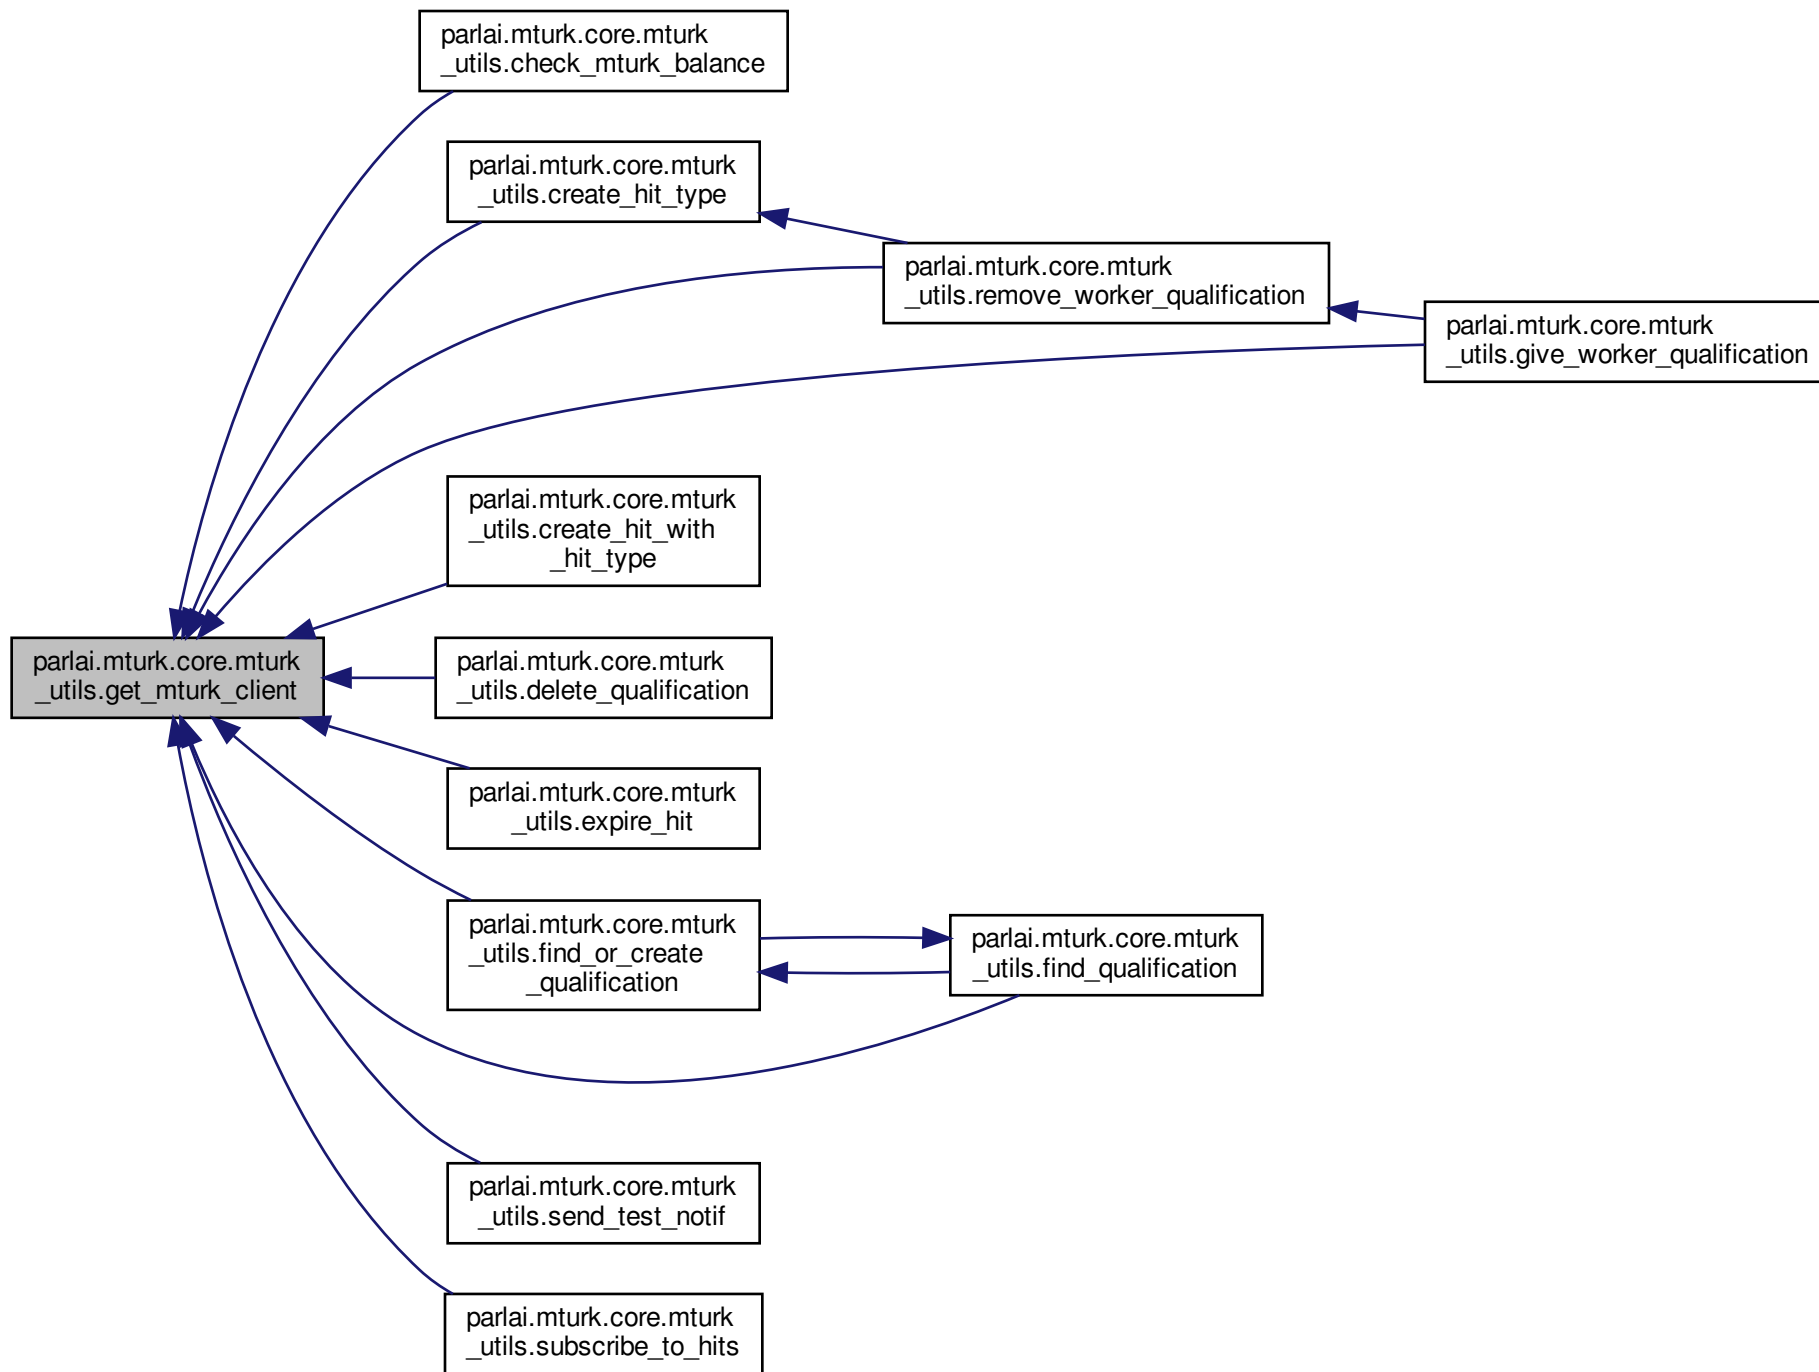 parlai.mturk.core.mturk
_utils.check_mturk_balance
parlai.mturk.core.mturk
_utils.create_hit_type
parlai.mturk.core.mturk
_utils.remove_worker_qualification
parlai.mturk.core.mturk
_utils.give_worker_qualification
parlai.mturk.core.mturk
_utils.create_hit_with
_hit_type
parlai.mturk.core.mturk
_utils.get_mturk_client
parlai.mturk.core.mturk
_utils.delete_qualification
parlai.mturk.core.mturk
_utils.expire_hit
parlai.mturk.core.mturk
_utils.find_or_create
_qualification
parlai.mturk.core.mturk
_utils.find_qualification
parlai.mturk.core.mturk
_utils.send_test_notif
parlai.mturk.core.mturk
_utils.subscribe_to_hits